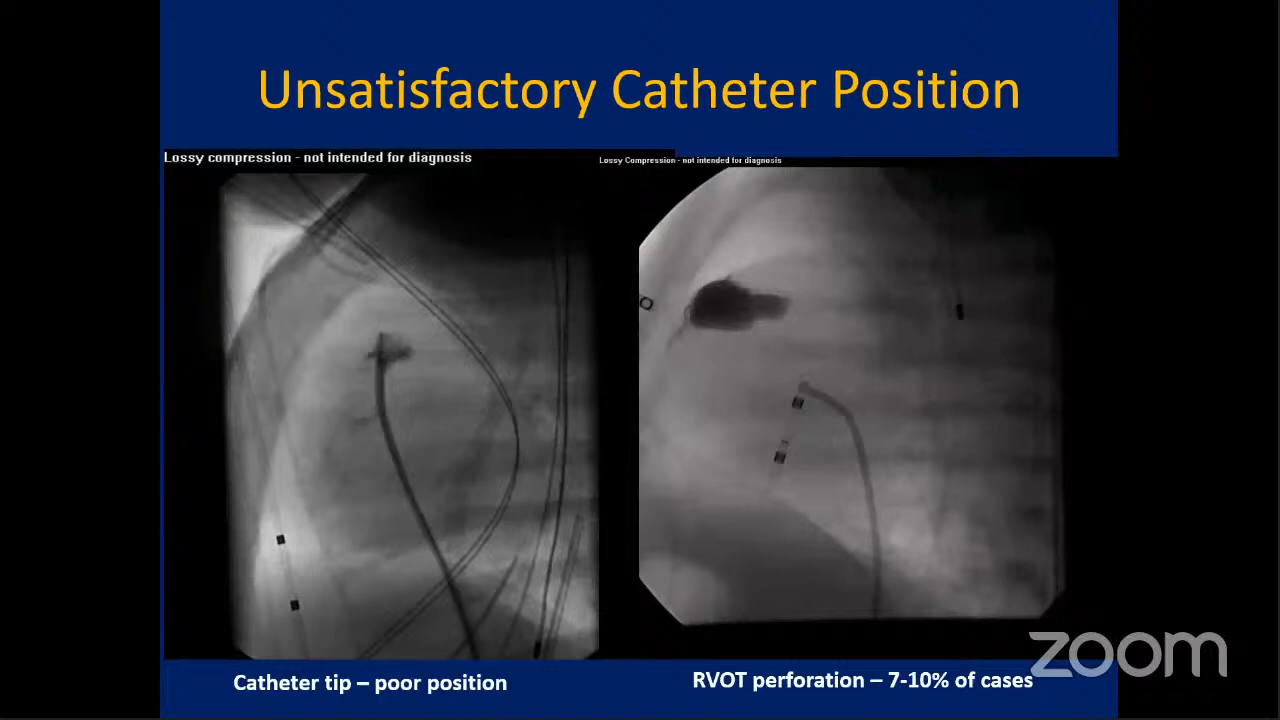 Unsatisfactory Catheter Position
Lossy compression - not intended for diagnosis
Lossy Compression - not intended for diagnosis
Catheter tip – poor position
RVOT perforation – 7-10% of cases
zoom